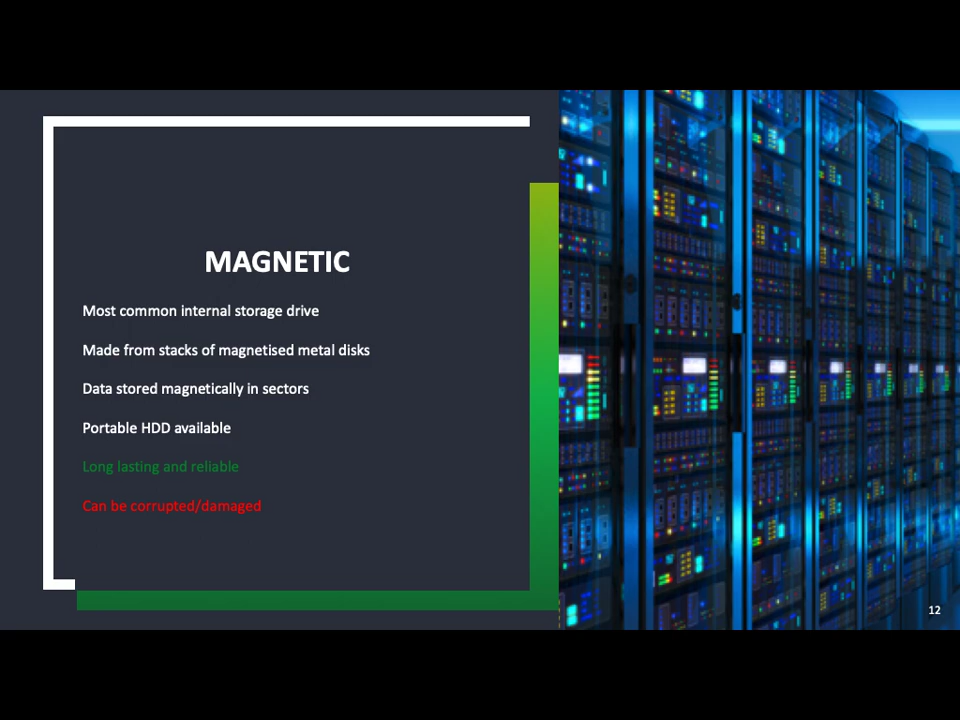 MAGNETIC
Most common internal storage drive
Made from stacks of magnetised metal disks
Data stored magnetically in sectors
Portable HDD available
Long lasting and reliable
Can be corrupted/damaged
12